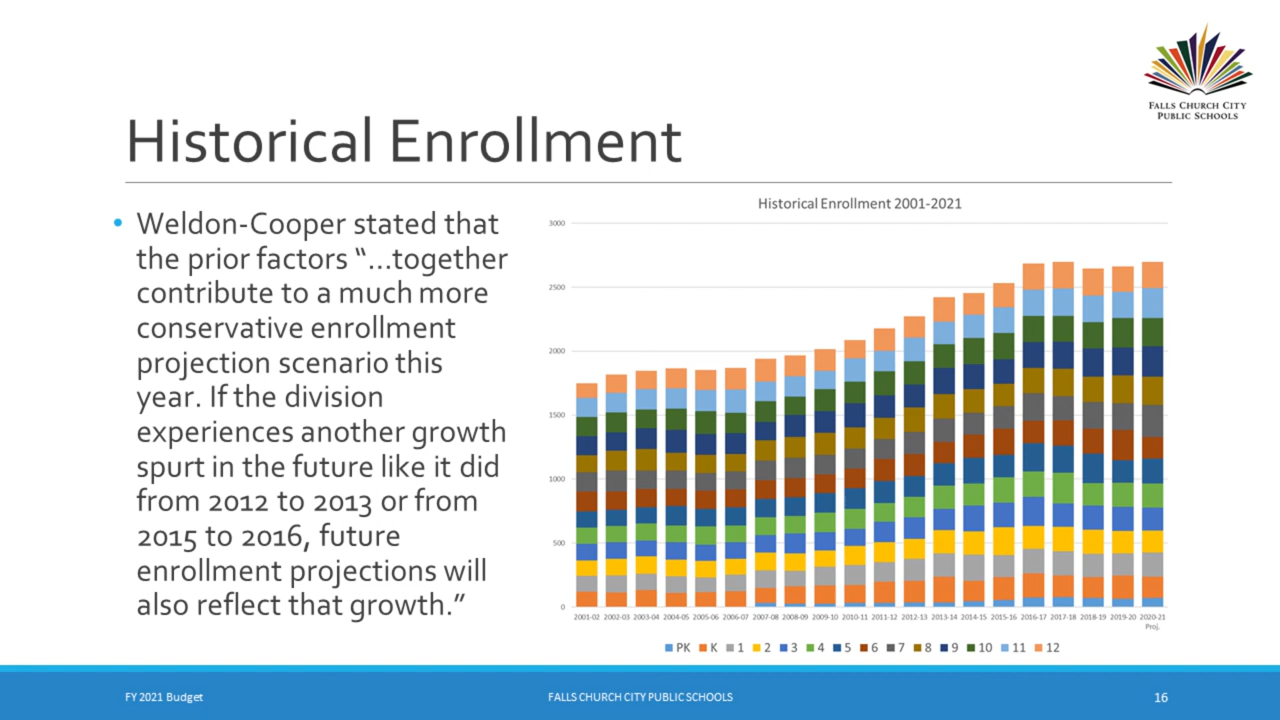 FALLS CHURCH CITY
PUBLIC SCHOOLS
Historical Enrollment
• Weldon-Cooper stated that
the prior factors “…together
contribute to a much more
conservative enrollment
projection scenario this
year. If the division
experiences another growth
spurt in the future like it did
from 2012 to 2013 or from
2015 to 2016, future
enrollment projections will
also reflect that growth.”
Historical Enrollment 2001-2021
3000
2500
2000
1500
1000
500
0
2001-02 2002-03 2003-04 2004-05 2005-06 2006-07 2007-08 2008-09 2009-10 2010-11 2011-12 2012-13 2013-14 2014-15 2015-16 2016-17 2017-18 2018-19 2019-20 2020-21
Proj.
PK K 1 2 3 4 5 6 7 8 9 10 11 12
FY 2021 Budget
FALLS CHURCH CITY PUBLIC SCHOOLS
16